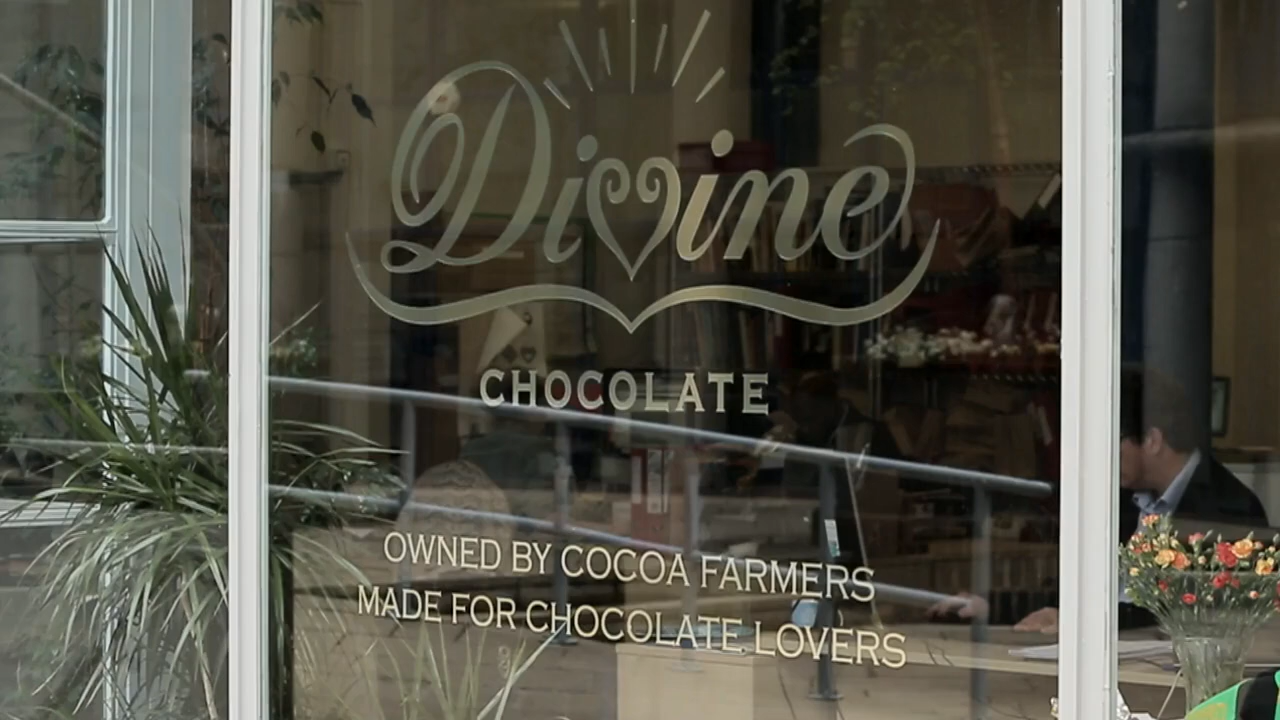 Divine
CHOCOLATE
OWNED BY COCOA FARMERS
MADE FOR CHOCOLATE LOVERS